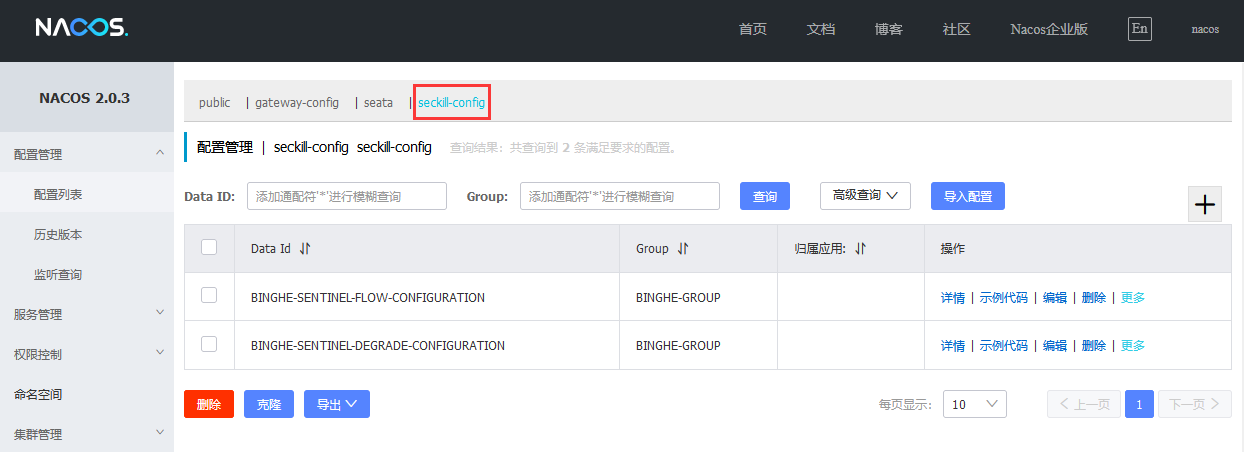 NACOS.
首页 文档 博客 社区 Nacos企业版 En nacos
NACOS 2.0.3
配置管理
配置列表
历史版本
监听查询
服务管理
权限控制
命名空间
集群管理
public | gateway-config | seata | seckill-config
配置管理 | seckill-config seckill-config 查询结果：共查询到 2 条满足要求的配置。
Data ID: 添加通配符'*'进行模糊查询 Group: 添加通配符'*'进行模糊查询 查询 高级查询 导入配置
Data Id Group 归属应用: 操作
BINGHE-SENTINEL-FLOW-CONFIGURATION BINGHE-GROUP 详情 | 示例代码 | 编辑 | 删除 | 更多
BINGHE-SENTINEL-DEGRADE-CONFIGURATION BINGHE-GROUP 详情 | 示例代码 | 编辑 | 删除 | 更多
删除 克隆 导出 每页显示: 10 上一页 1 下一页